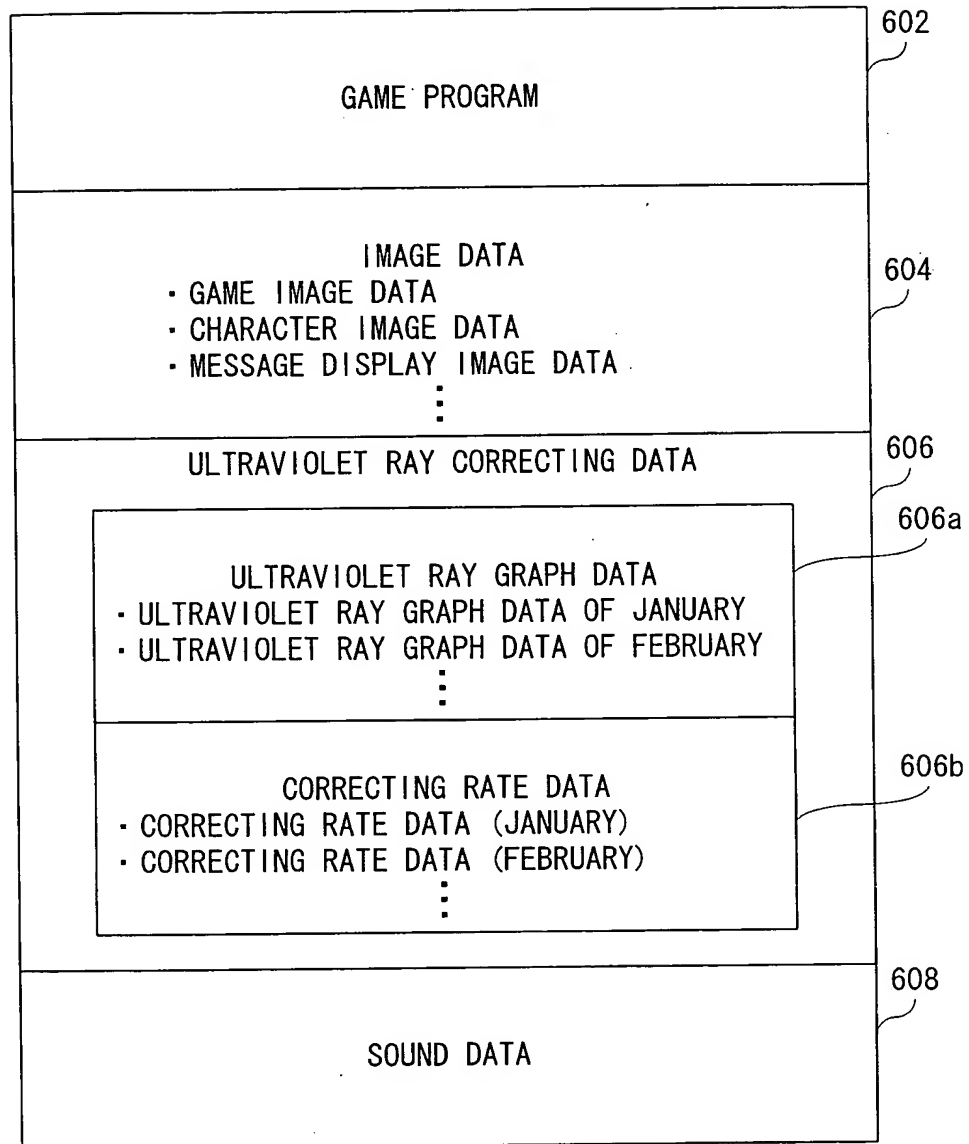 602
GAME PROGRAM
IMAGE DATA
・GAME IMAGE DATA
・CHARACTER IMAGE DATA
・MESSAGE DISPLAY IMAGE DATA
⋮
604
ULTRAVIOLET RAY CORRECTING DATA
606
606a
ULTRAVIOLET RAY GRAPH DATA
・ULTRAVIOLET RAY GRAPH DATA OF JANUARY
・ULTRAVIOLET RAY GRAPH DATA OF FEBRUARY
⋮
606b
CORRECTING RATE DATA
・CORRECTING RATE DATA (JANUARY)
・CORRECTING RATE DATA (FEBRUARY)
⋮
608
SOUND DATA